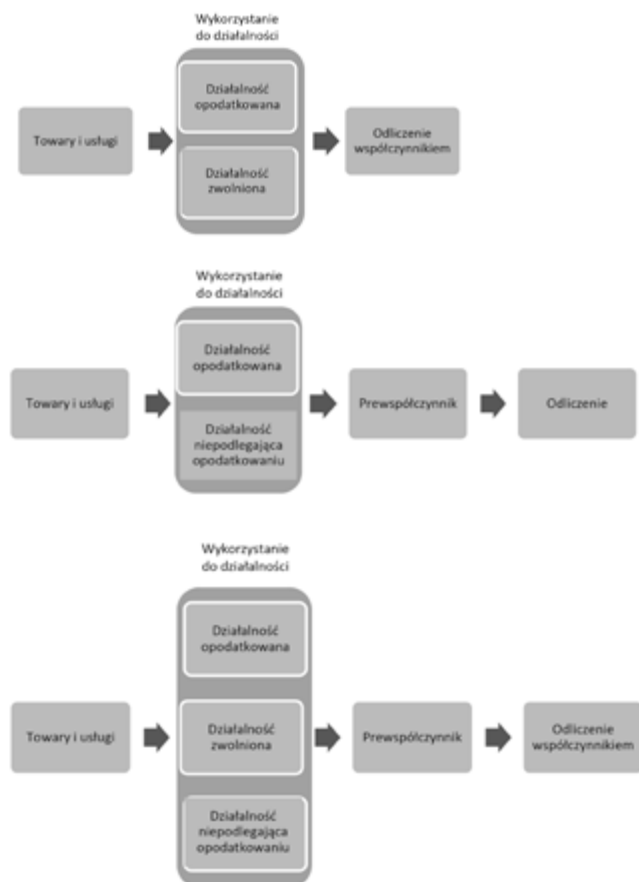 Wykorzystanie
do działalności
Działalność
opodatkowana
Towary i usługi
Działalność
zwolniona
Odliczenie
współczynnikiem
Wykorzystanie
do działalności
Działalność
opodatkowana
Towary i usługi
Działalność
niepodlegająca
opodatkowaniu
Prewspółczynnik
Odliczenie
Wykorzystanie
do działalności
Działalność
opodatkowana
Towary i usługi
Działalność
zwolniona
Działalność
niepodlegająca
opodatkowaniu
Prewspółczynnik
Odliczenie
współczynnikiem